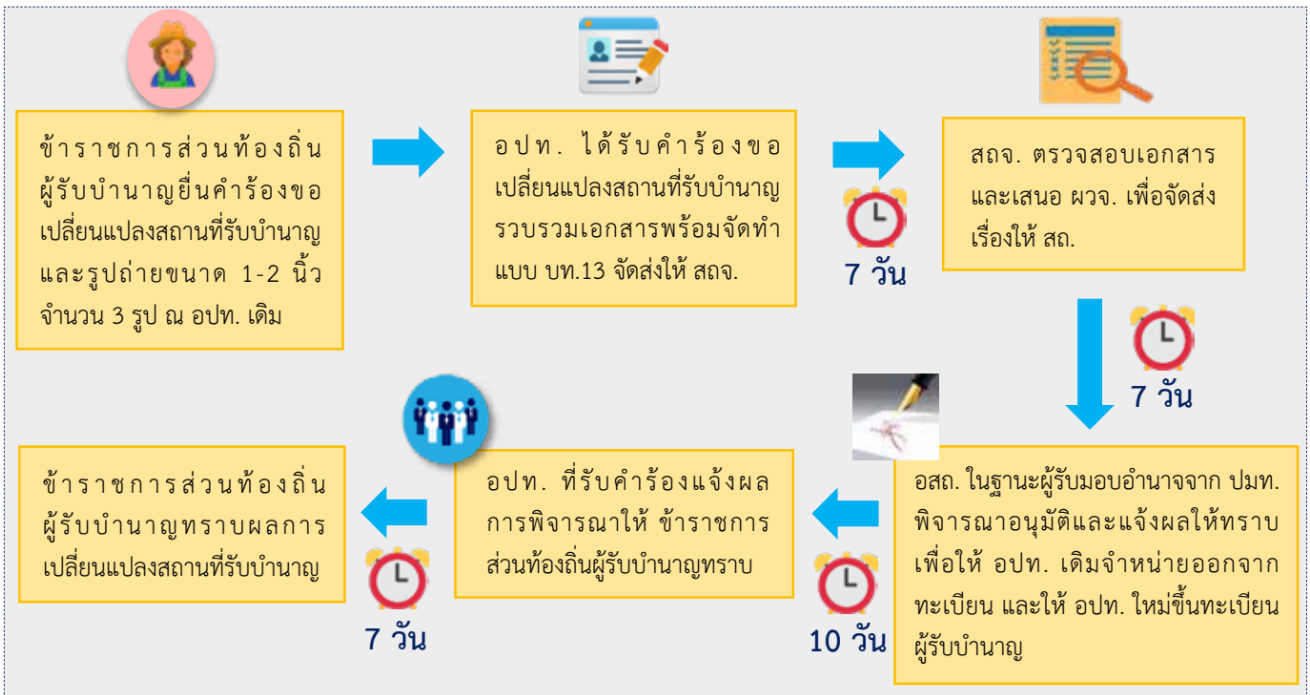 ข้าราชการส่วนท้องถิ่น
ผู้รับบำนาญยื่นคำร้องขอ
เปลี่ยนแปลงสถานที่รับบำนาญ
และรูปถ่ายขนาด 1-2 นิ้ว
จำนวน 3 รูป ณ อปท. เดิม
อปท. ได้รับคำร้องขอ
เปลี่ยนแปลงสถานที่รับบำนาญ
รวบรวมเอกสารพร้อมจัดทำ
แบบ บท.13 จัดส่งให้ สถจ.
7 วัน
สถจ. ตรวจสอบเอกสาร
และเสนอ ผวจ. เพื่อจัดส่ง
เรื่องให้ สถ.
7 วัน
อสถ. ในฐานะผู้รับมอบอำนาจจาก ปมท.
พิจารณาอนุมัติและแจ้งผลให้ทราบ
เพื่อให้ อปท. เดิมจำหน่ายออกจาก
ทะเบียน และให้ อปท. ใหม่ขึ้นทะเบียน
ผู้รับบำนาญ
10 วัน
อปท. ที่รับคำร้องแจ้งผล
การพิจารณาให้ ข้าราชการ
ส่วนท้องถิ่นผู้รับบำนาญทราบ
7 วัน
ข้าราชการส่วนท้องถิ่น
ผู้รับบำนาญทราบผลการ
เปลี่ยนแปลงสถานที่รับบำนาญ